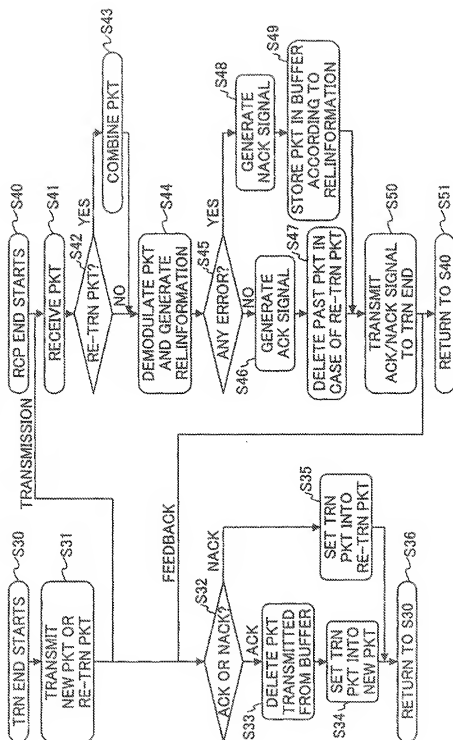 TRN END STARTS
S30
TRANSMIT
NEW PKT OR
RE-TRN PKT
S31
TRANSMISSION
FEEDBACK
ACK OR NACK?
S32
ACK
NACK
S33
DELETE PKT
TRANSMITTED
FROM BUFFER
S34
SET TRN
PKT INTO
NEW PKT
SET TRN
PKT INTO
RE-TRN PKT
S35
RETURN TO S30
S36
RCP END STARTS
S40
RECEIVE PKT
S41
RE-TRN PKT?
S42
YES
NO
COMBINE PKT
S43
DEMODULATE PKT
AND GENERATE
REL.INFORMATION
S44
ANY ERROR?
S45
YES
NO
S46
GENERATE
ACK SIGNAL
DELETE PAST PKT IN
CASE OF RE-TRN PKT
S47
GENERATE
NACK SIGNAL
S48
STORE PKT IN BUFFER
ACCORDING TO
REL.INFORMATION
S49
TRANSMIT
ACK/NACK SIGNAL
TO TRN END
S50
RETURN TO S40
S51